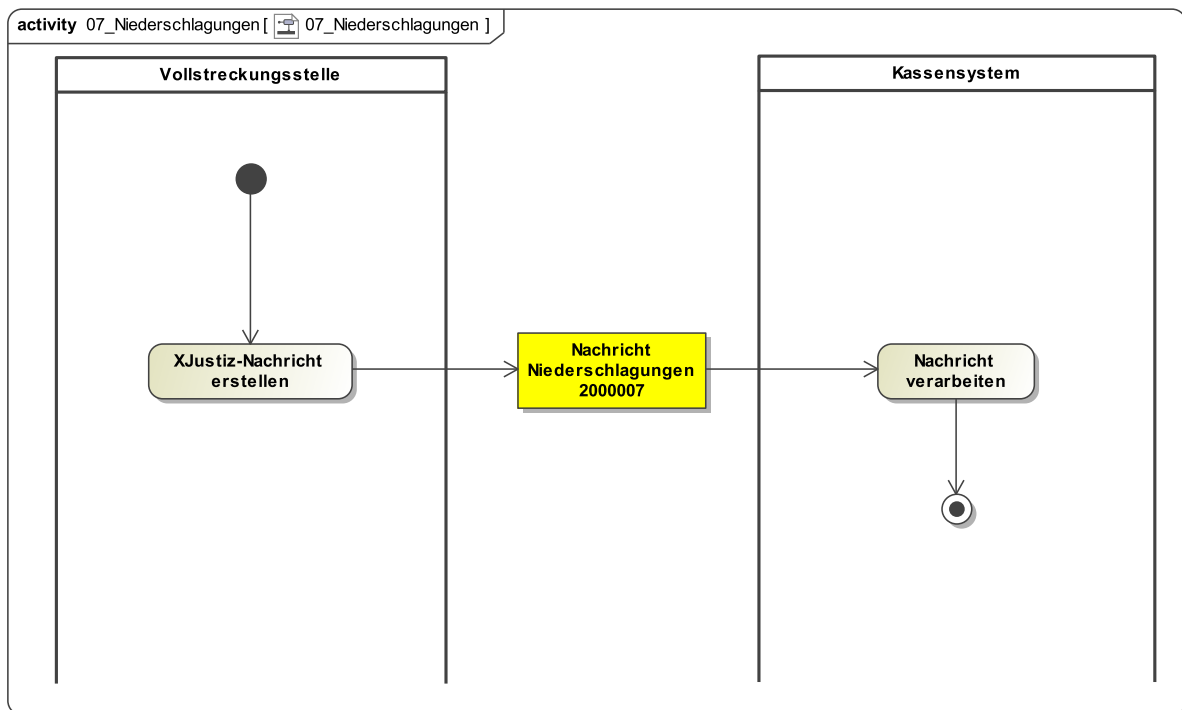 activity 07_Niederschlagungen [ 07_Niederschlagungen ]
Vollstreckungsstelle
Kassensystem
XJustiz-Nachricht
erstellen
Nachricht
Niederschlagungen
2000007
Nachricht
verarbeiten